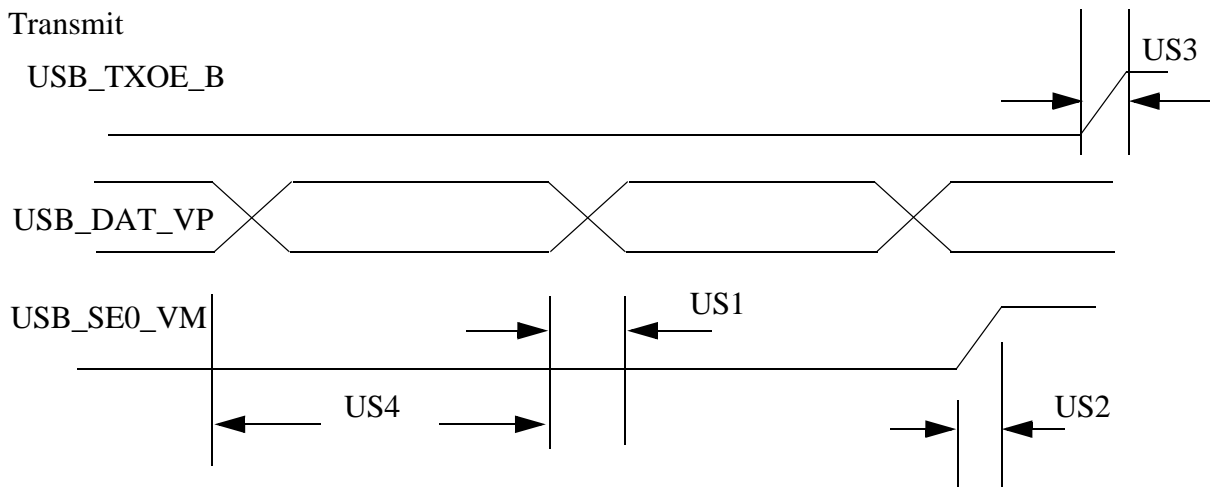 Transmit
US3
USB_TXOE_B
USB_DAT_VP
US1
USB_SE0_VM
US4
US2